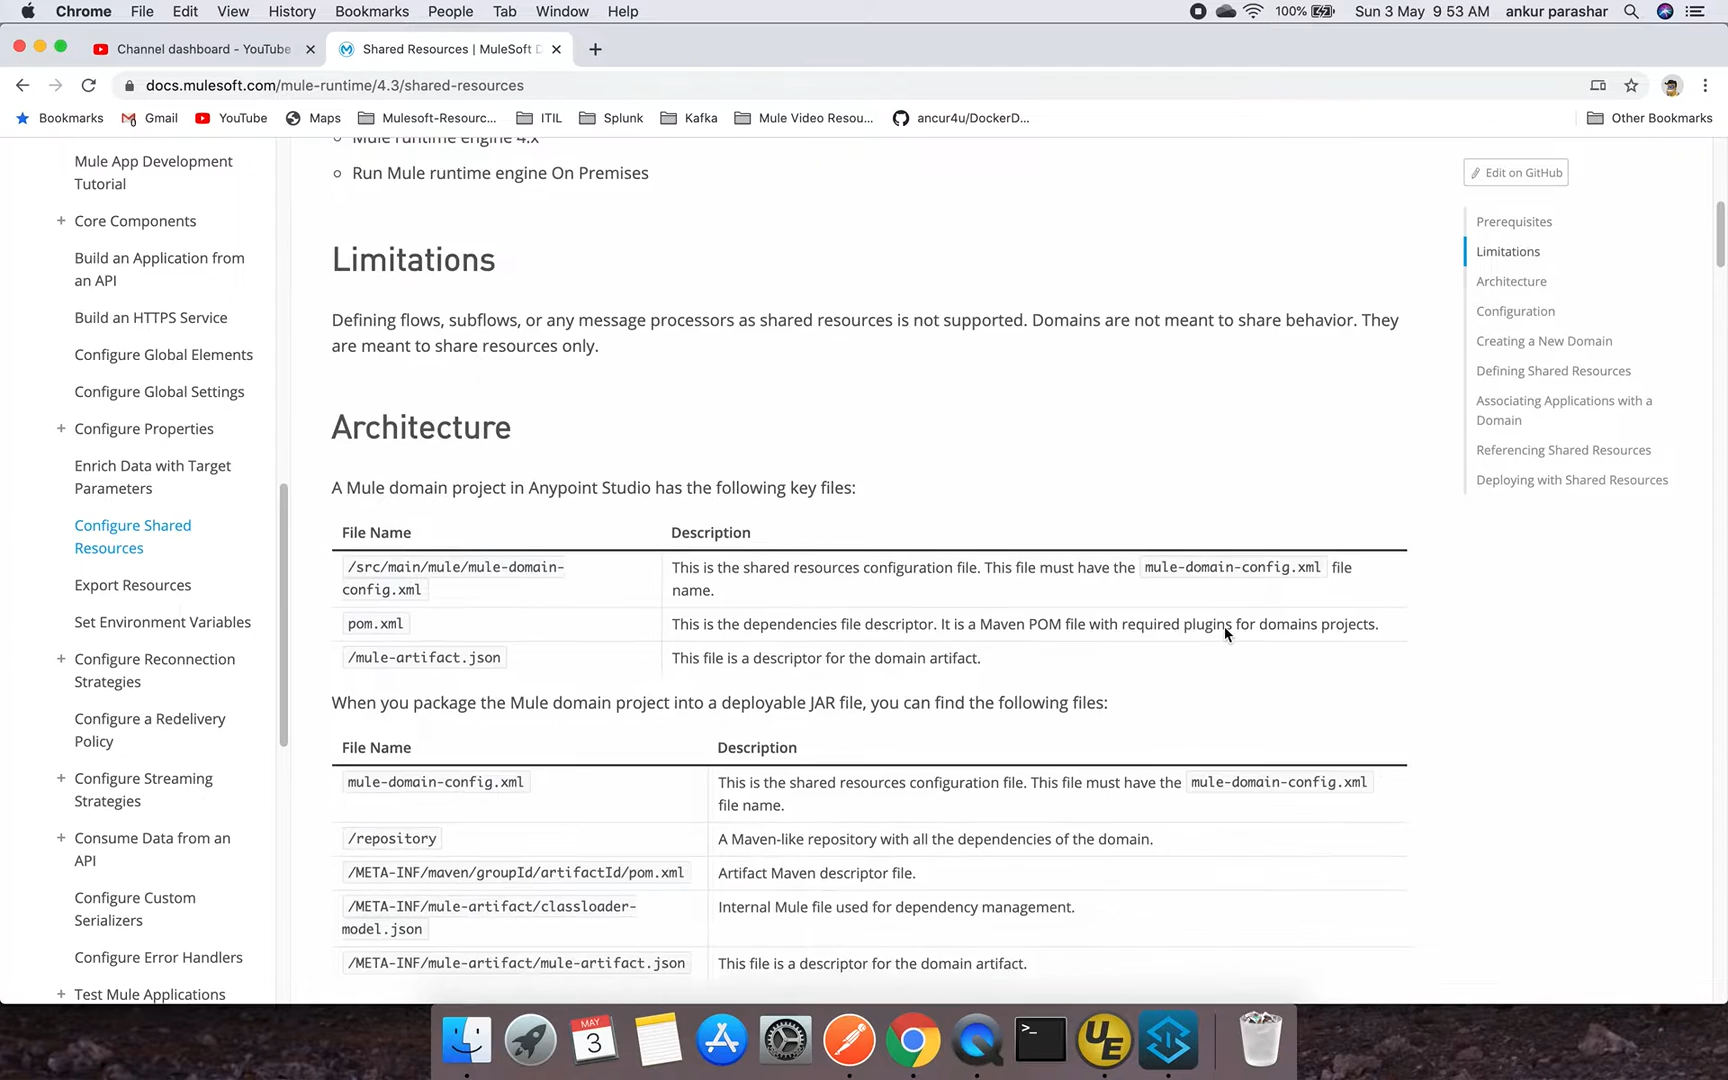 Chrome File Edit View History Bookmarks People Tab Window Help 100% Sun 3 May 9 53 AM ankur parashar
Channel dashboard - YouTube
Shared Resources | MuleSoft D
docs.mulesoft.com/mule-runtime/4.3/shared-resources
Bookmarks Gmail YouTube Maps Mulesoft-Resourc... ITIL Splunk Kafka Mule Video Resou... ancur4u/DockerD... Other Bookmarks
Mule App Development
Tutorial
+ Core Components
Build an Application from
an API
Build an HTTPS Service
Configure Global Elements
Configure Global Settings
+ Configure Properties
Enrich Data with Target
Parameters
Configure Shared
Resources
Export Resources
Set Environment Variables
+ Configure Reconnection
Strategies
Configure a Redelivery
Policy
+ Configure Streaming
Strategies
+ Consume Data from an
API
Configure Custom
Serializers
Configure Error Handlers
+ Test Mule Applications
Mule runtime engine 4.x
Run Mule runtime engine On Premises
Limitations
Defining flows, subflows, or any message processors as shared resources is not supported. Domains are not meant to share behavior. They
are meant to share resources only.
Architecture
A Mule domain project in Anypoint Studio has the following key files:
File Name Description
/src/main/mule/mule-domain-
config.xml
This is the shared resources configuration file. This file must have the mule-domain-config.xml file
name.
pom.xml This is the dependencies file descriptor. It is a Maven POM file with required plugins for domains projects.
/mule-artifact.json This file is a descriptor for the domain artifact.
When you package the Mule domain project into a deployable JAR file, you can find the following files:
File Name Description
mule-domain-config.xml This is the shared resources configuration file. This file must have the mule-domain-config.xml
file name.
/repository A Maven-like repository with all the dependencies of the domain.
/META-INF/maven/groupId/artifactId/pom.xml Artifact Maven descriptor file.
/META-INF/mule-artifact/classloader-
model.json
Internal Mule file used for dependency management.
/META-INF/mule-artifact/mule-artifact.json This file is a descriptor for the domain artifact.
Edit on GitHub
Prerequisites
Limitations
Architecture
Configuration
Creating a New Domain
Defining Shared Resources
Associating Applications with a
Domain
Referencing Shared Resources
Deploying with Shared Resources
MAY
3
>_
UE